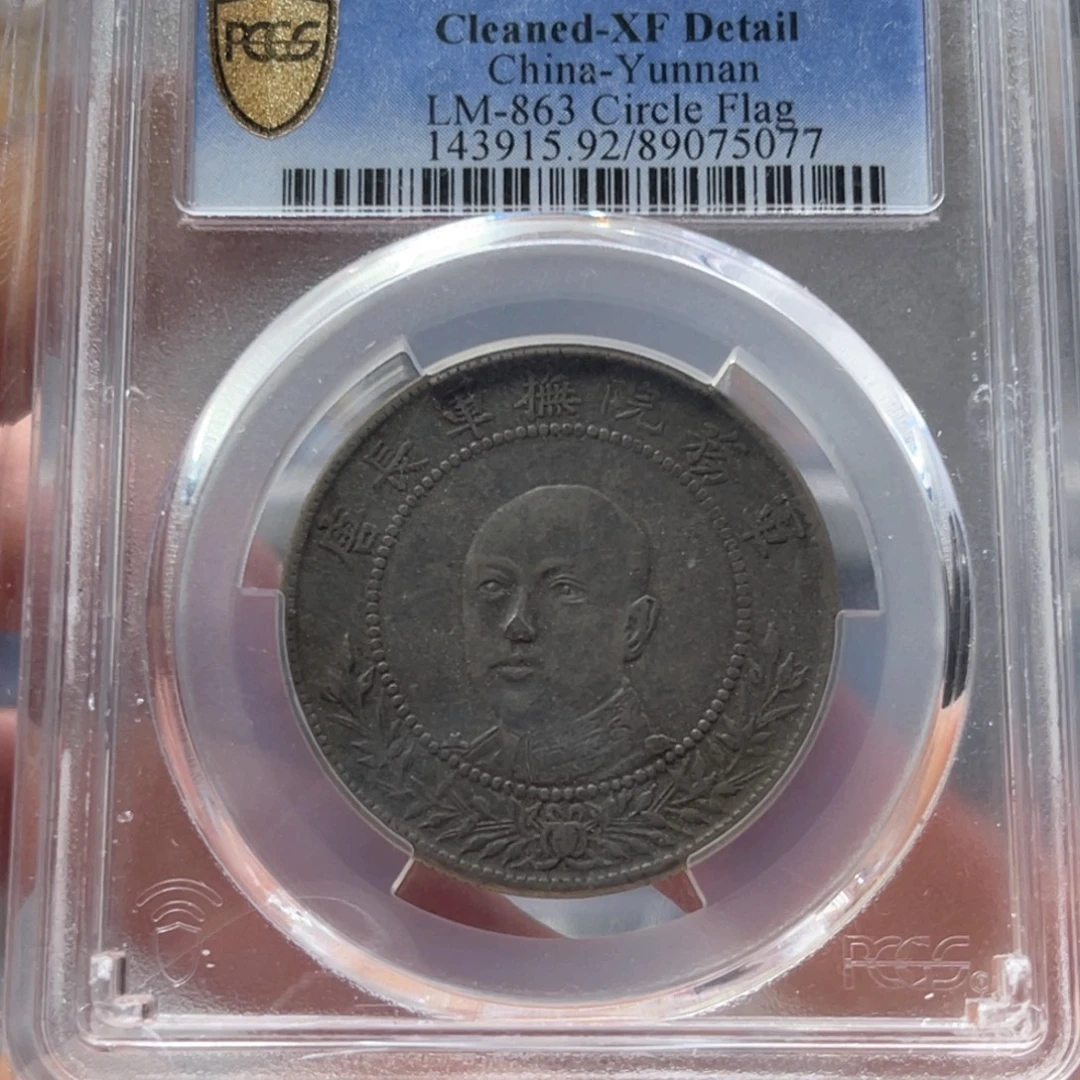 PCGS
Cleaned-XF Detail
China-Yunnan
LM-863 Circle Flag
143915.92/89075077
軍務院撫軍長唐
PCGS